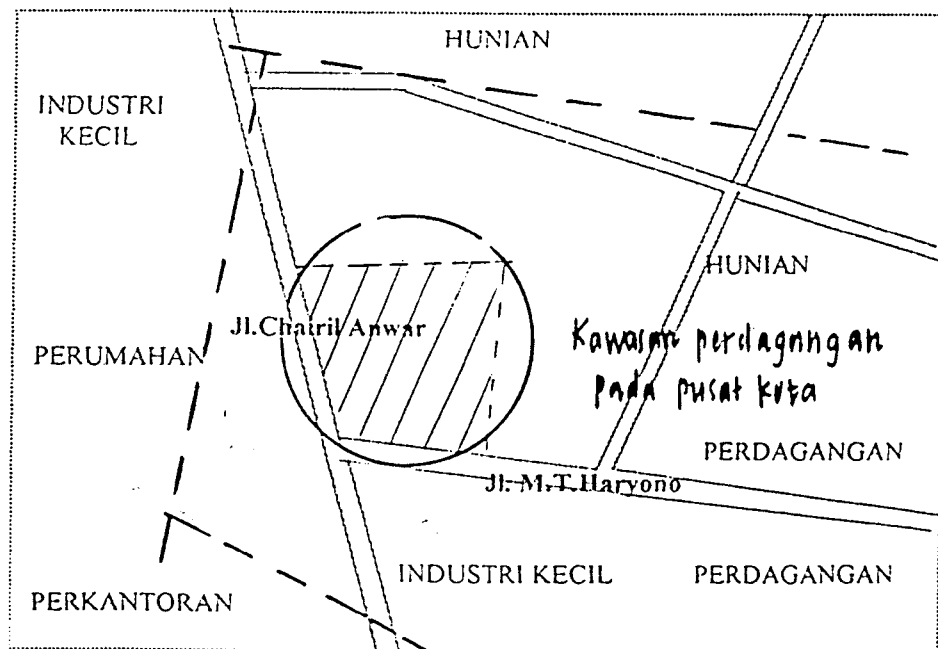 HUNIAN
INDUSTRI
KECIL
HUNIAN
Jl.Chairil Anwar
PERUMAHAN
Kawasan perdagangan
pada pusat kota
PERDAGANGAN
Jl. M.T.Haryono
INDUSTRI KECIL
PERDAGANGAN
PERKANTORAN